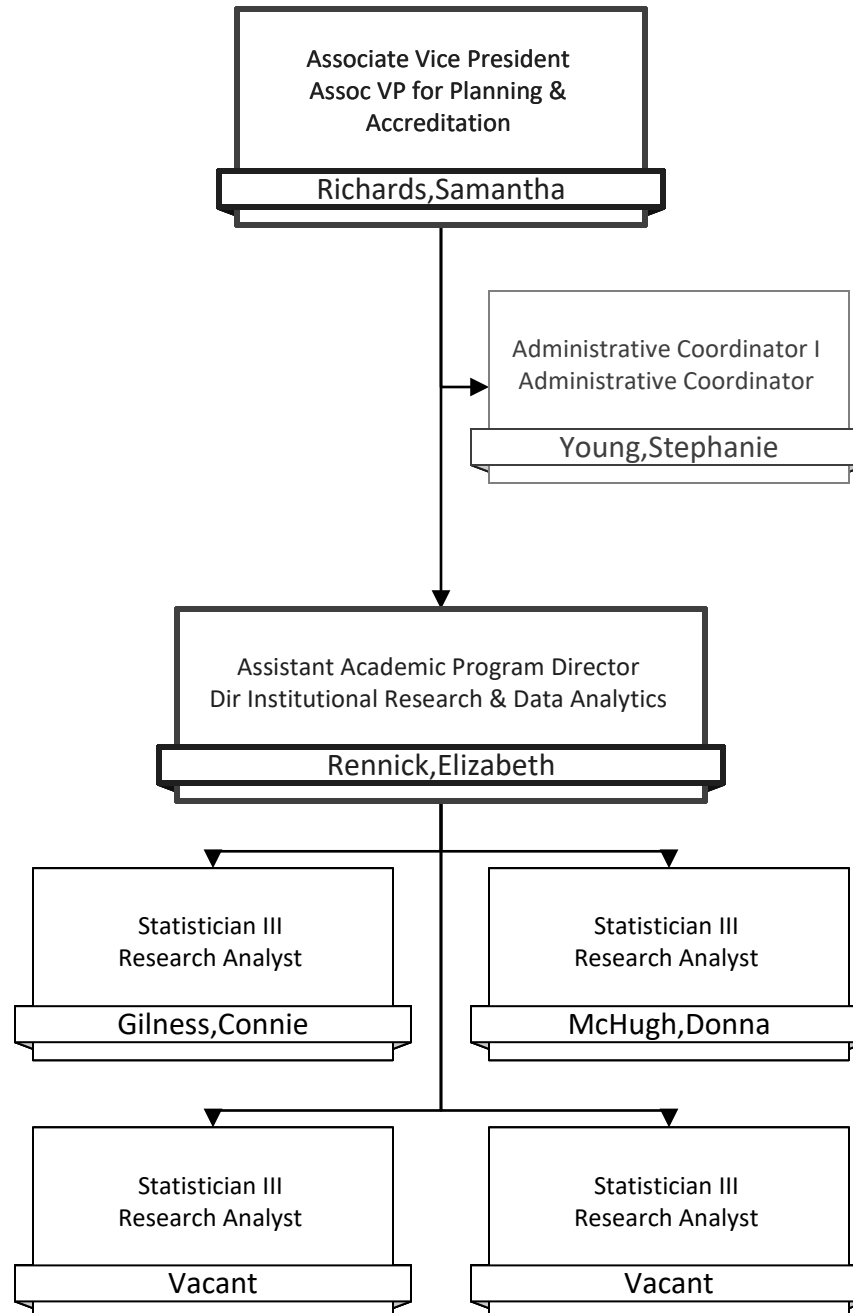 Associate Vice President
Assoc VP for Planning &
Accreditation
Richards,Samantha
Administrative Coordinator I
Administrative Coordinator
Young,Stephanie
Assistant Academic Program Director
Dir Institutional Research & Data Analytics
Rennick,Elizabeth
Statistician III
Research Analyst
Gilness,Connie
Statistician III
Research Analyst
McHugh,Donna
Statistician III
Research Analyst
Vacant
Statistician III
Research Analyst
Vacant